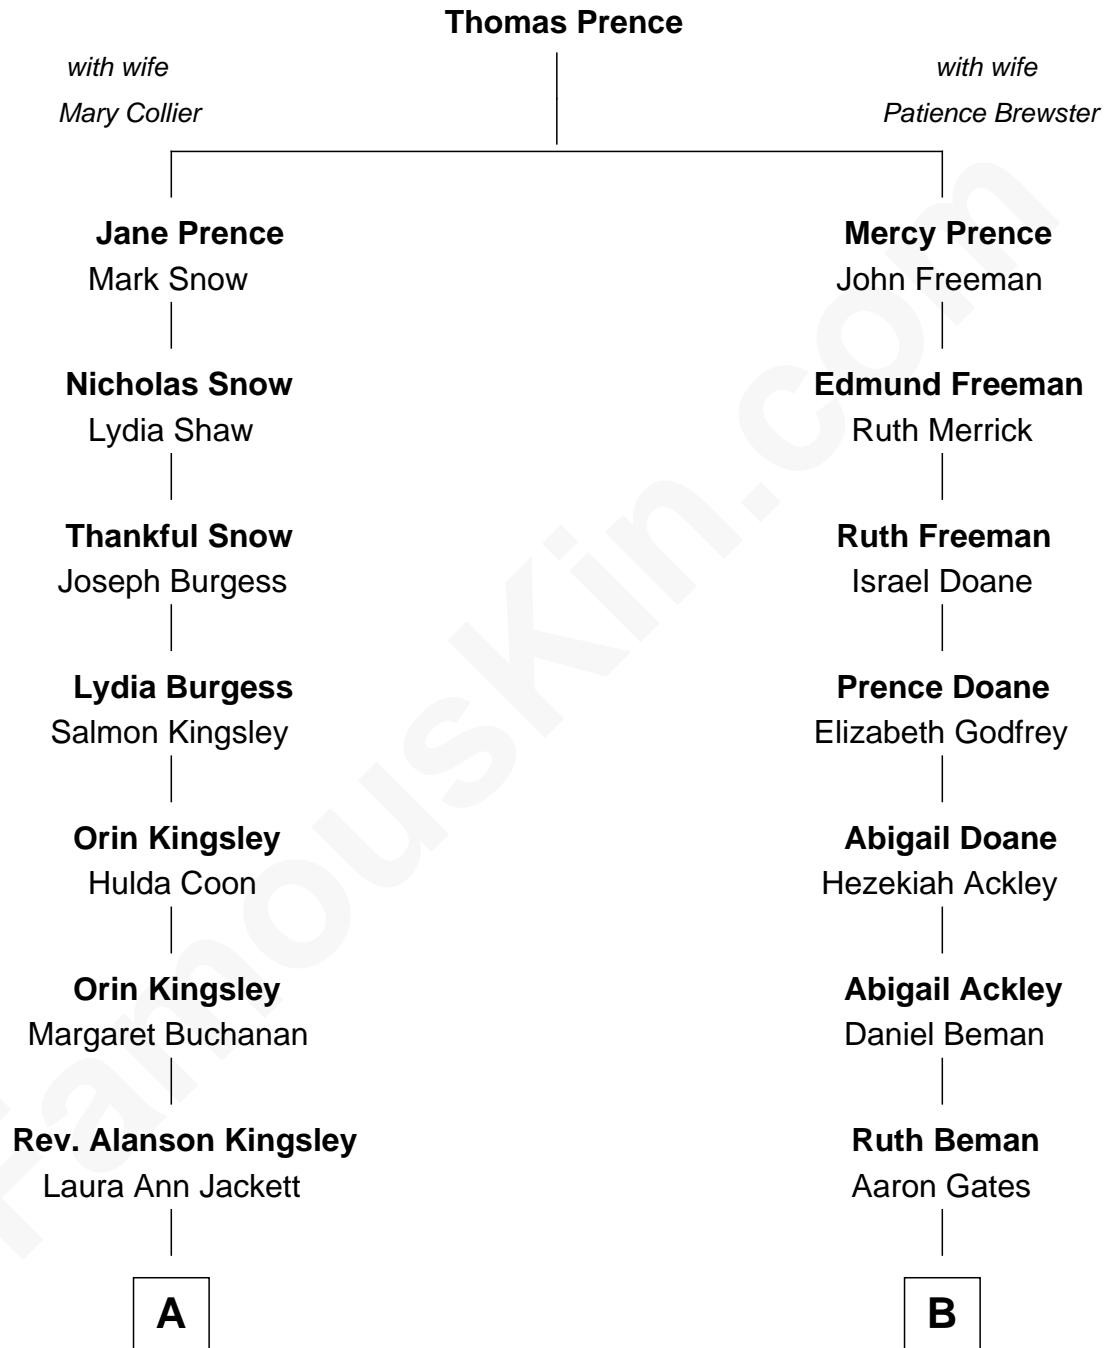 Thomas Prence
with wife
Mary Collier
with wife
Patience Brewster
Jane Prence
Mark Snow
Mercy Prence
John Freeman
Nicholas Snow
Lydia Shaw
Edmund Freeman
Ruth Merrick
Thankful Snow
Joseph Burgess
Ruth Freeman
Israel Doane
Lydia Burgess
Salmon Kingsley
Prence Doane
Elizabeth Godfrey
Orin Kingsley
Hulda Coon
Abigail Doane
Hezekiah Ackley
Orin Kingsley
Margaret Buchanan
Abigail Ackley
Daniel Beman
Rev. Alanson Kingsley
Laura Ann Jackett
Ruth Beman
Aaron Gates
A
B
FamousKin.com